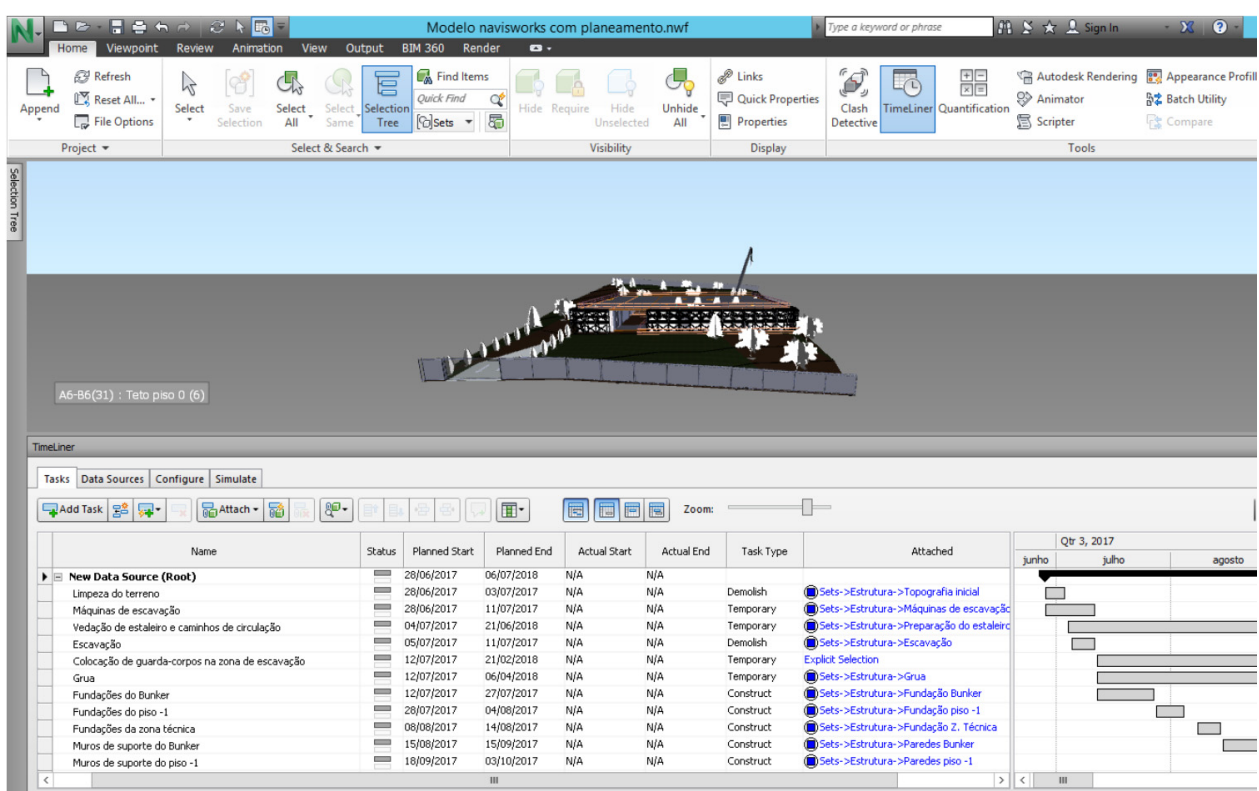 Modelo navisworks com planeamento.nwf
Type a keyword or phrase
Sign In
Home Viewpoint Review Animation View Output BIM 360 Render
Append
Refresh
Reset All...
File Options
Project
Select
Save Selection
Select All
Select Same
Selection Tree
Find Items
Quick Find
Sets
Select & Search
Hide
Require
Hide Unselected
Unhide All
Visibility
Links
Quick Properties
Properties
Display
Clash Detective
TimeLiner
Quantification
Autodesk Rendering
Animator
Scripter
Appearance Profil
Batch Utility
Compare
Tools
Selection Tree
A6-B6(31) : Teto piso 0 (6)
TimeLiner
Tasks Data Sources Configure Simulate
Add Task Attach Zoom:
Name Status Planned Start Planned End Actual Start Actual End Task Type Attached
Qtr 3, 2017
junho julho agosto
New Data Source (Root) 28/06/2017 06/07/2018 N/A N/A
Limpeza do terreno 28/06/2017 03/07/2017 N/A N/A Demolish Sets->Estrutura->Topografia inicial
Máquinas de escavação 28/06/2017 11/07/2017 N/A N/A Temporary Sets->Estrutura->Máquinas de escavação
Vedação de estaleiro e caminhos de circulação 04/07/2017 21/06/2018 N/A N/A Temporary Sets->Estrutura->Preparação do estaleiro
Escavação 05/07/2017 11/07/2017 N/A N/A Demolish Sets->Estrutura->Escavação
Colocação de guarda-corpos na zona de escavação 12/07/2017 21/02/2018 N/A N/A Temporary Explicit Selection
Grua 12/07/2017 06/04/2018 N/A N/A Temporary Sets->Estrutura->Grua
Fundações do Bunker 12/07/2017 27/07/2017 N/A N/A Construct Sets->Estrutura->Fundação Bunker
Fundações do piso -1 28/07/2017 04/08/2017 N/A N/A Construct Sets->Estrutura->Fundação piso -1
Fundações da zona técnica 08/08/2017 14/08/2017 N/A N/A Construct Sets->Estrutura->Fundação Z. Técnica
Muros de suporte do Bunker 15/08/2017 15/09/2017 N/A N/A Construct Sets->Estrutura->Paredes Bunker
Muros de suporte do piso -1 18/09/2017 03/10/2017 N/A N/A Construct Sets->Estrutura->Paredes piso -1